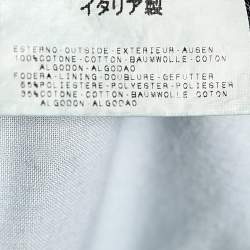 イタリア製
ESTERNO-OUTSIDE-EXTERIEUR-AUSEN
100%COTONE-COTTON-BAUMWOLLE-COTON
ALGODON-ALGODAO
FODERA-LINING-DOUBLURE-GEFUTTER
65%POLIESTERE-POLYESTER-POLIESTER
35%COTONE-COTTON-BAUMWOLLE-COTON
ALGODON-ALGODAO